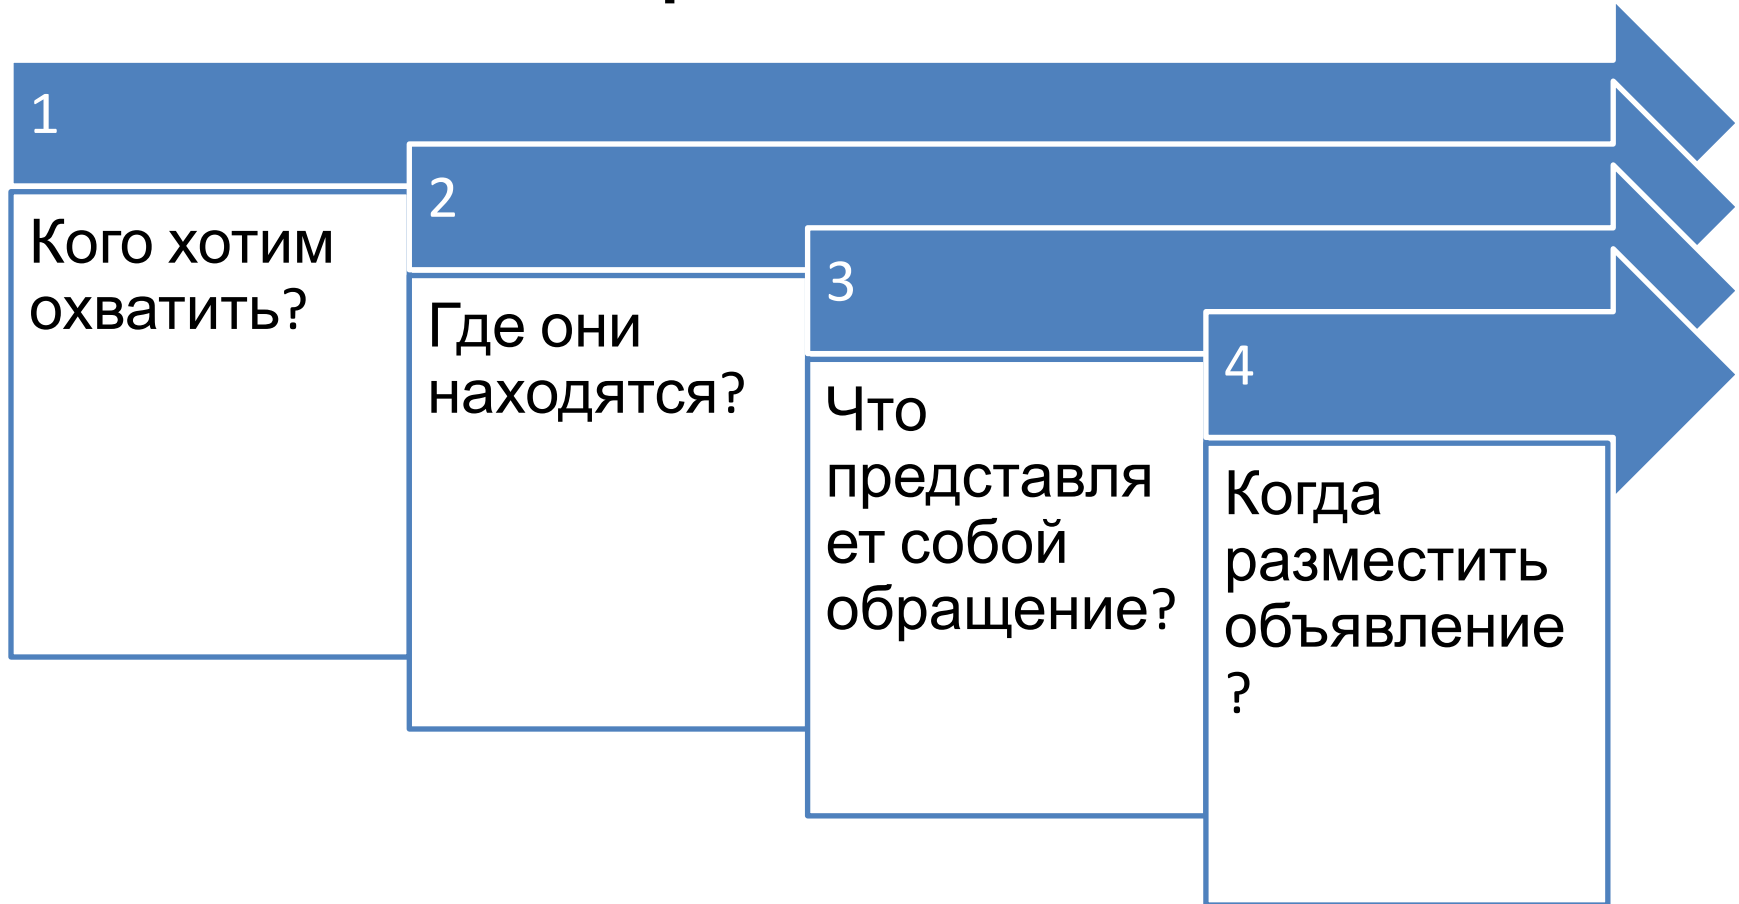 1
Кого хотим
охватить?
2
Где они
находятся?
3
Что
представля
ет собой
обращение?
4
Когда
разместить
объявление
?